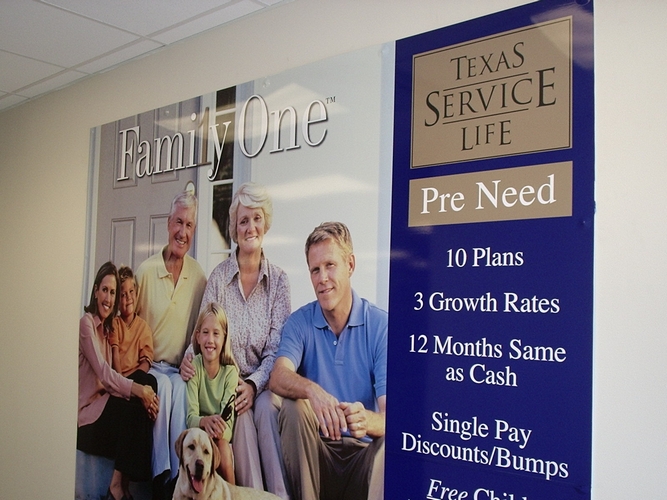 Family One™
TEXAS
SERVICE
LIFE
Pre Need
10 Plans
3 Growth Rates
12 Months Same
as Cash
Single Pay
Discounts/Bumps
Free